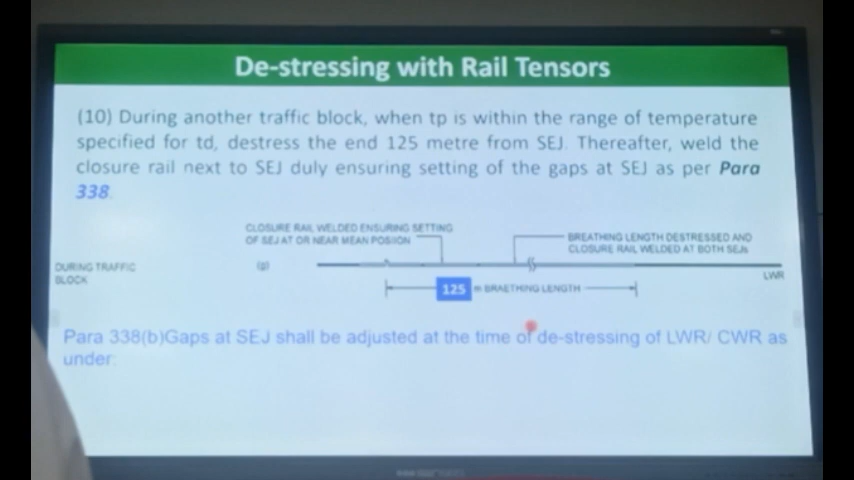 De-stressing with Rail Tensors
(10) During another traffic block, when tp is within the range of temperature
specified for td, destress the end 125 metre from SEJ. Thereafter, weld the
closure rail next to SEJ duly ensuring setting of the gaps at SEJ as per Para
338.
CLOSURE RAIL WELDED ENSURING SETTING
OF SEJ AT OR NEAR MEAN POSIION
BREATHING LENGTH DESTRESSED AND
CLOSURE RAIL WELDED AT BOTH SEJs
DURING TRAFFIC
BLOCK
(g)
LWR
125 m BRAETHING LENGTH
Para 338(b)Gaps at SEJ shall be adjusted at the time of de-stressing of LWR/ CWR as
under: